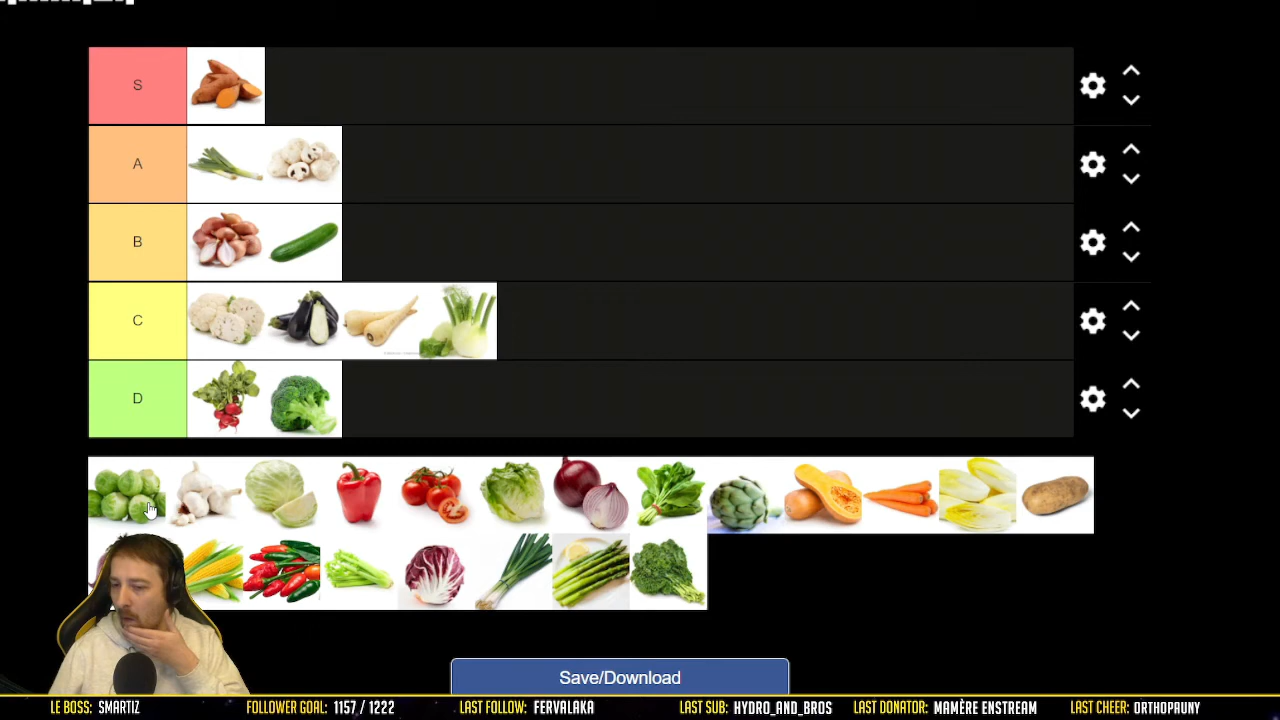 S
A
B
C
D
Save/Download
LE BOSS: SMARTIZ FOLLOWER GOAL: 1157 / 1222 LAST FOLLOW: FERVALAKA LAST SUB: HYDRO_AND_BROS LAST DONATOR: MAMÈRE ENSTREAM LAST CHEER: ORTHOPAUNY